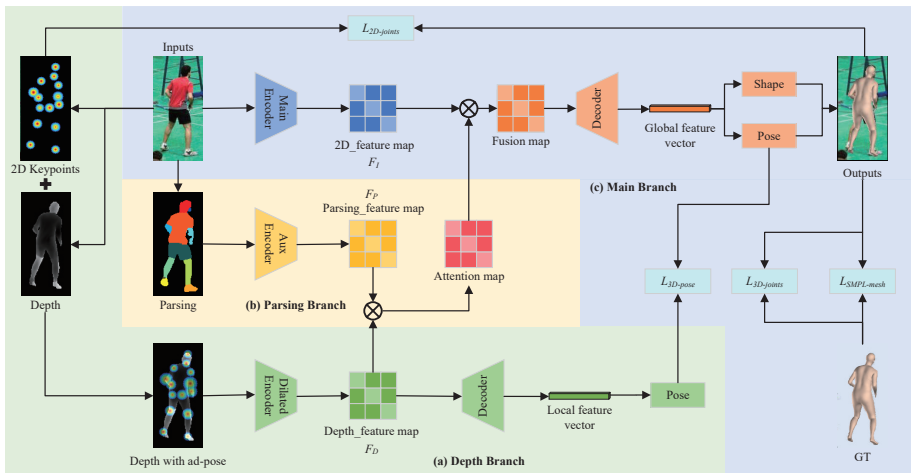 L2D-joints
Inputs
Main
Encoder
2D_feature map
FI
Fusion map
Decoder
Global feature
vector
Shape
Pose
Outputs
(c) Main Branch
2D Keypoints
Depth
Parsing
Aux
Encoder
FP
Parsing_feature map
Attention map
(b) Parsing Branch
L3D-pose
L3D-joints
LSMPL-mesh
Depth with ad-pose
Dilated
Encoder
Depth_feature map
FD
Decoder
Local feature
vector
Pose
(a) Depth Branch
GT